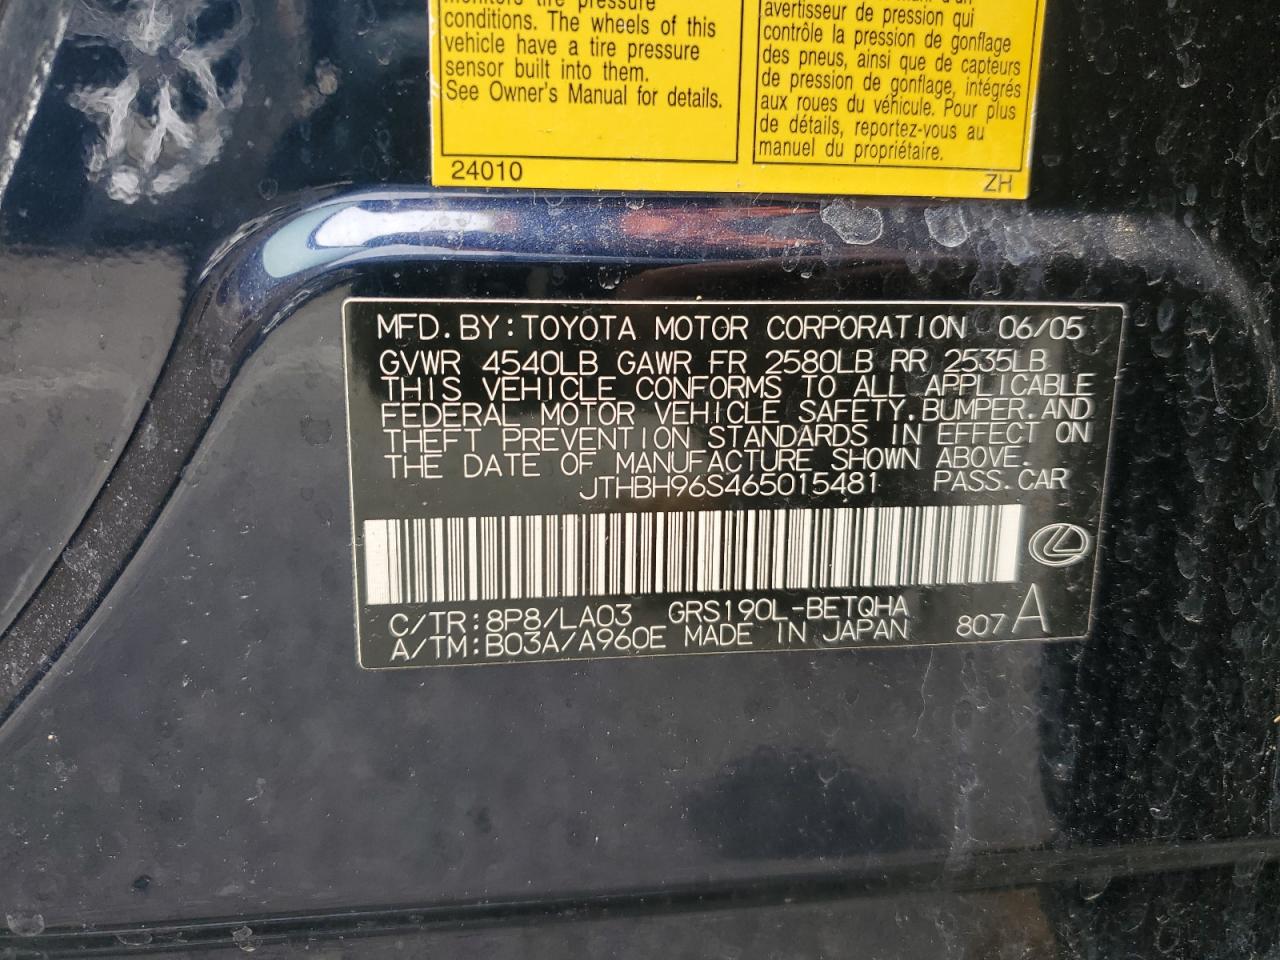 conditions. The wheels of this
vehicle have a tire pressure
sensor built into them.
See Owner's Manual for details.
24010
avertisseur de pression qui
contrôle la pression de gonflage
des pneus, ainsi que de capteurs
de pression de gonflage, intégrés
aux roues du véhicule. Pour plus
de détails, reportez-vous au
manuel du propriétaire.
ZH
MFD.BY:TOYOTA MOTOR CORPORATION 06/05
GVWR 4540LB GAWR FR 2580LB RR 2535LB
THIS VEHICLE CONFORMS TO ALL APPLICABLE
FEDERAL MOTOR VEHICLE SAFETY,BUMPER,AND
THEFT PREVENTION STANDARDS IN EFFECT ON
THE DATE OF MANUFACTURE SHOWN ABOVE.
JTHBH96S465015481 PASS.CAR
C/TR:8P8/LA03 GRS190L-BETQHA
A/TM:B03A/A960E MADE IN JAPAN 807A